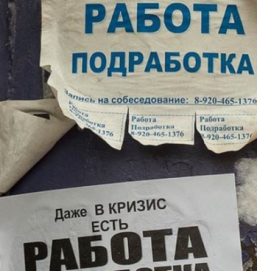 РАБОТА
ПОДРАБОТКА
Запись на собеседование: 8-920-465-1376
Работа
Подработка
8-920-465-1376
Работа
Подработка
8-920-465-1376
Работа
Подработка
8-920-465-1376
Даже В КРИЗИС
ЕСТЬ
РАБОТА